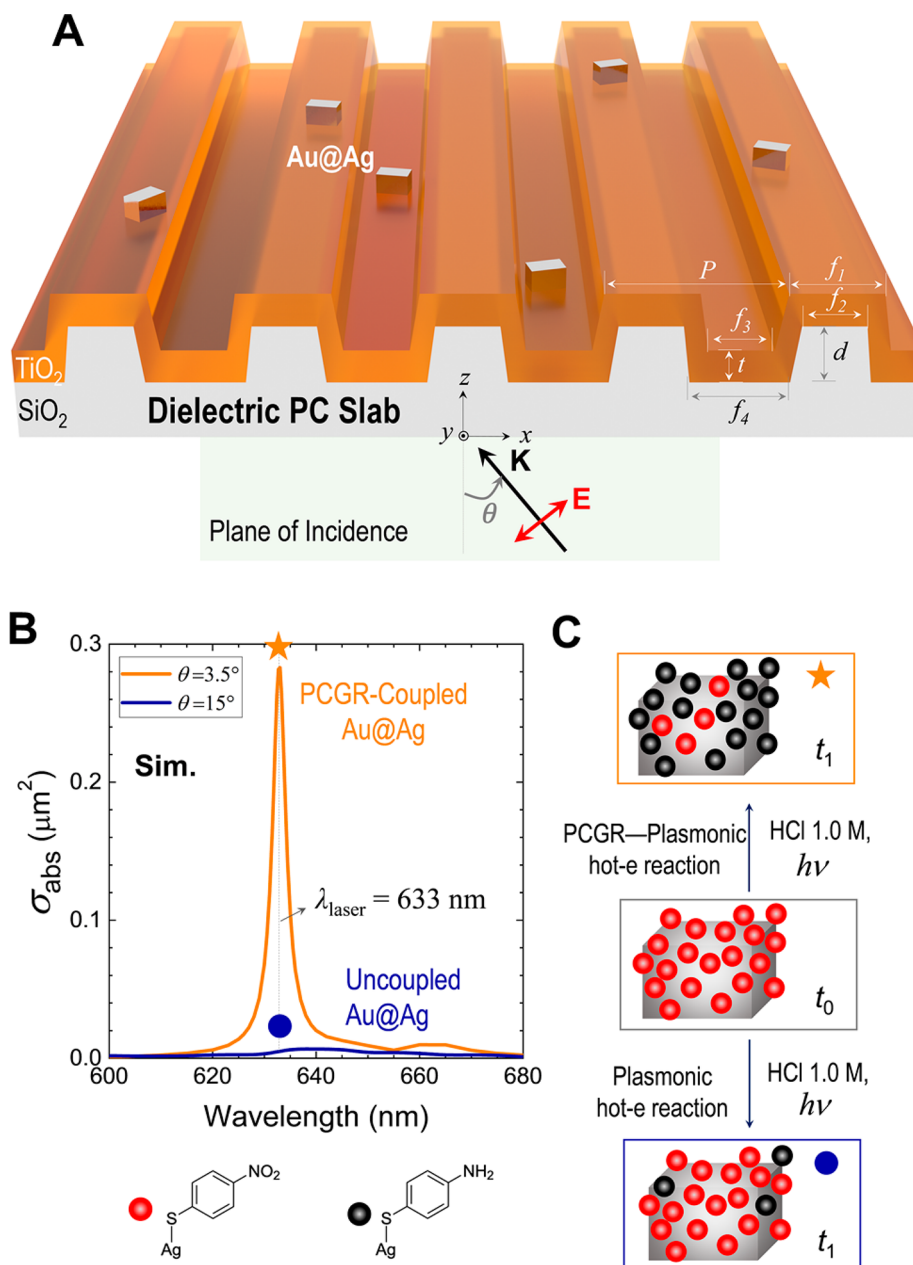 A
Au@Ag
P
f₁
f₂
f₃
t
d
f₄
TiO₂
SiO₂
Dielectric PC Slab
z
y
x
K
θ
E
Plane of Incidence
B
0.3
0.2
0.1
0.0
σabs (μm²)
θ=3.5°
θ=15°
Sim.
PCGR-Coupled
Au@Ag
λlaser = 633 nm
Uncoupled
Au@Ag
600 620 640 660 680
Wavelength (nm)
NO₂
S
Ag
NH2
S
Ag
C
t₁
PCGR—Plasmonic
hot-e reaction
HCl 1.0 M,
hν
t₀
Plasmonic
hot-e reaction
HCl 1.0 M,
hν
t₁